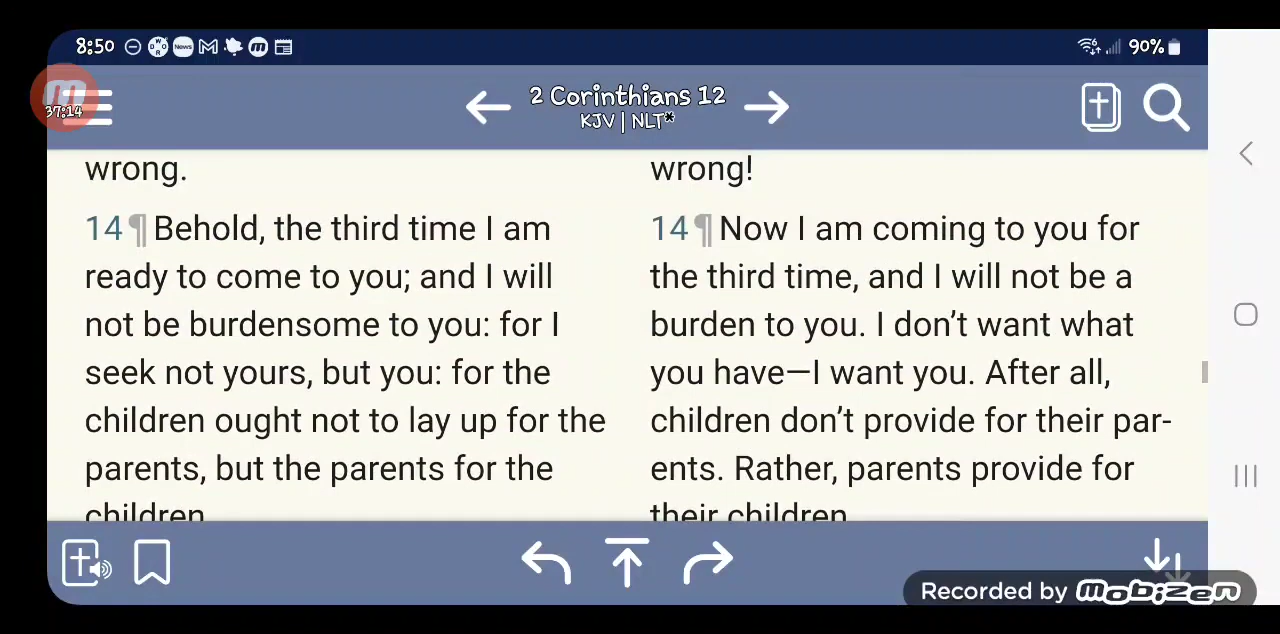 8:50
News
90%
37:14
2 Corinthians 12
KJV | NLT*
wrong.
14 ¶ Behold, the third time I am
ready to come to you; and I will
not be burdensome to you: for I
seek not yours, but you: for the
children ought not to lay up for the
parents, but the parents for the
children
wrong!
14 ¶ Now I am coming to you for
the third time, and I will not be a
burden to you. I don’t want what
you have—I want you. After all,
children don’t provide for their par-
ents. Rather, parents provide for
their children
Recorded by Mobizen